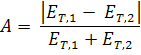 A = |E_{T,1} − E_{T,2}| / E_{T,1} + E_{T,2}